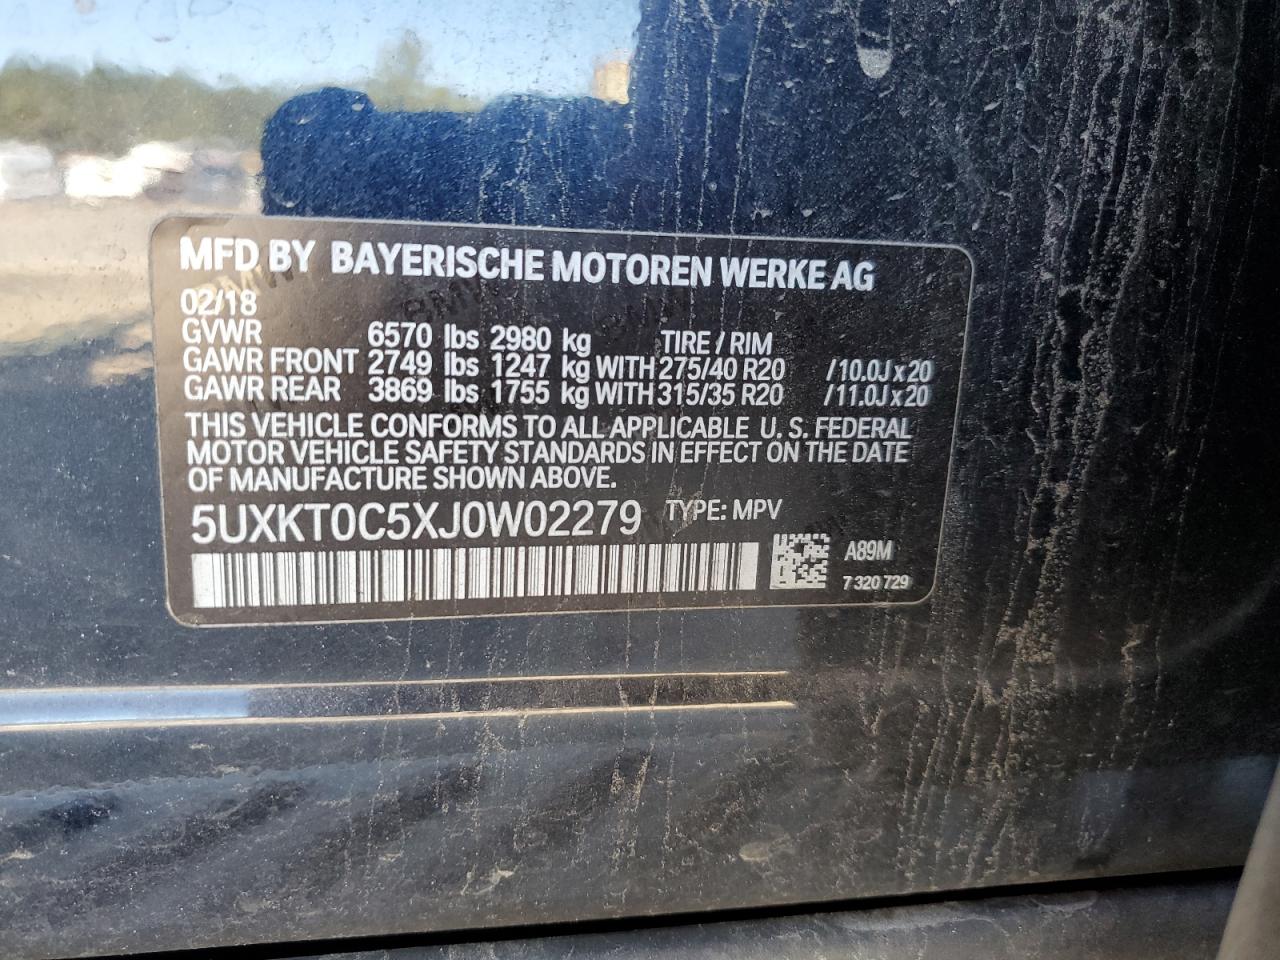 MFD BY BAYERISCHE MOTOREN WERKE AG
02/18
GVWR 6570 lbs 2980 kg TIRE / RIM
GAWR FRONT 2749 lbs 1247 kg WITH 275/40 R20 /10.0J x 20
GAWR REAR 3869 lbs 1755 kg WITH 315/35 R20 /11.0J x 20
THIS VEHICLE CONFORMS TO ALL APPLICABLE U. S. FEDERAL
MOTOR VEHICLE SAFETY STANDARDS IN EFFECT ON THE DATE
OF MANUFACTURE SHOWN ABOVE.
5UXKT0C5XJ0W02279 TYPE: MPV
A89M
7 320 729